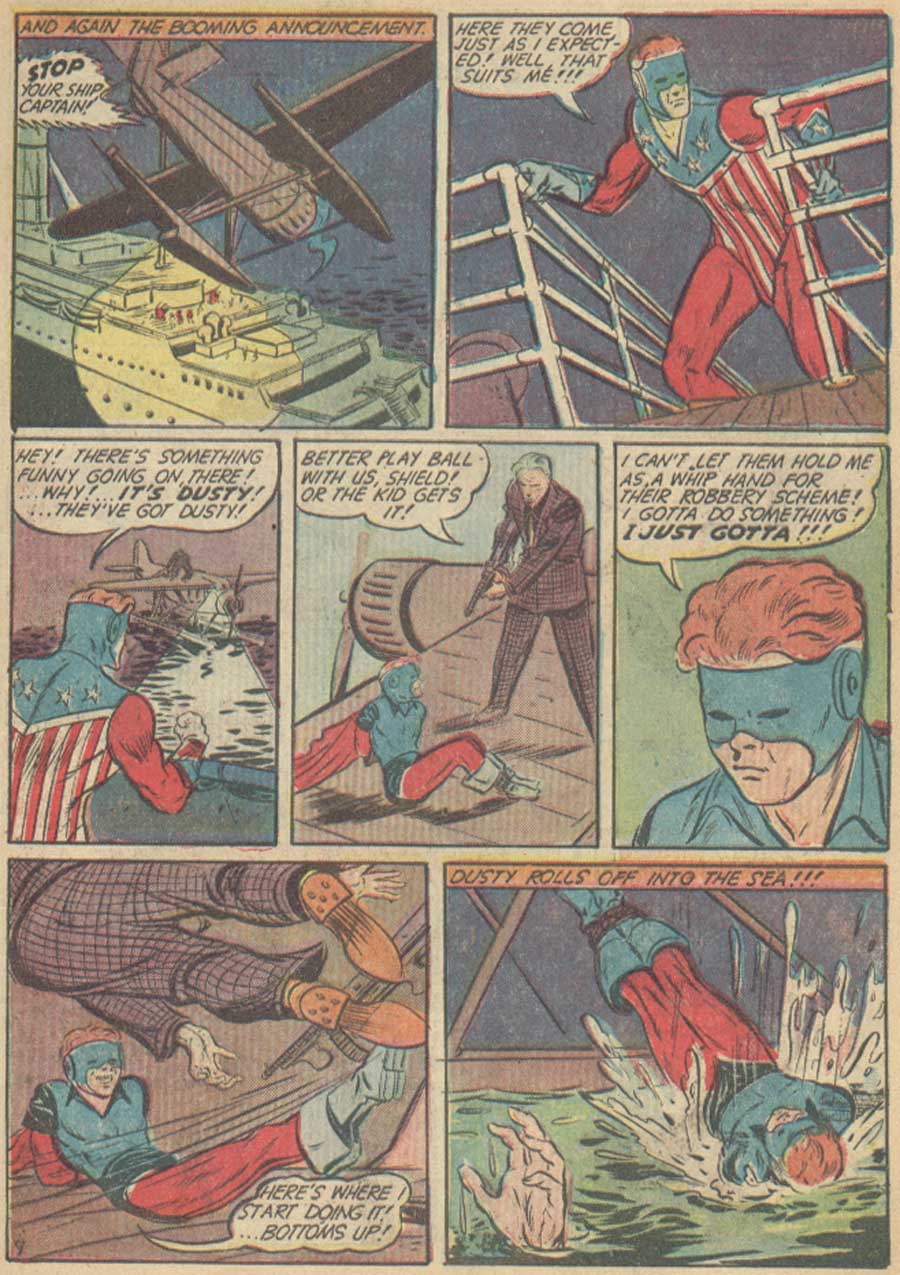 AND AGAIN THE BOOMING ANNOUNCEMENT.
STOP
YOUR SHIP
CAPTAIN!
HERE THEY COME
JUST AS I EXPECT-
ED! WELL, THAT
SUITS ME!!!
HEY! THERE'S SOMETHING
FUNNY GOING ON THERE!
...WHY!...IT'S DUSTY!
...THEY'VE GOT DUSTY!
BETTER PLAY BALL
WITH US, SHIELD!
OR THE KID GETS
IT!
I CAN'T LET THEM HOLD ME
AS A WHIP HAND FOR
THEIR ROBBERY SCHEME!
I GOTTA DO SOMETHING!
I JUST GOTTA!!!
HERE'S WHERE I
START DOING IT!
...BOTTOMS UP!
9
DUSTY ROLLS OFF INTO THE SEA!!!